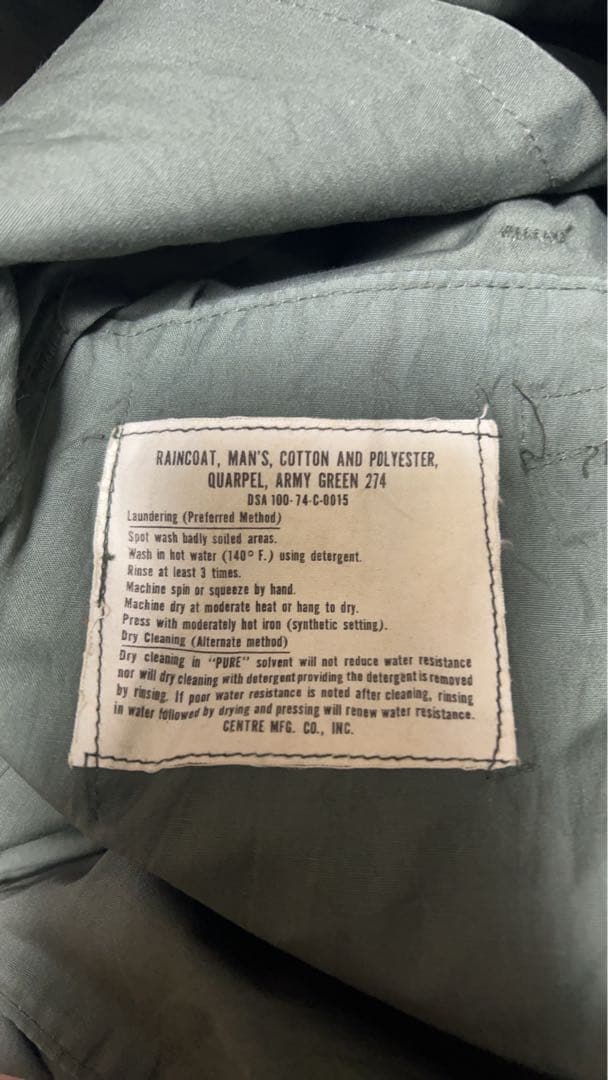 RAINCOAT, MAN'S, COTTON AND POLYESTER,
QUARPEL, ARMY GREEN 274
DSA 100-74-C-0015
Laundering (Preferred Method)
Spot wash badly soiled areas.
Wash in hot water (140° F.) using detergent.
Rinse at least 3 times.
Machine spin or squeeze by hand.
Machine dry at moderate heat or hang to dry.
Press with moderately hot iron (synthetic setting).
Dry Cleaning (Alternate method)
Dry cleaning in "PURE" solvent will not reduce water resistance
nor will dry cleaning with detergent providing the detergent is removed
by rinsing. If poor water resistance is noted after cleaning, rinsing
in water followed by drying and pressing will renew water resistance.
CENTRE MFG. CO., INC.